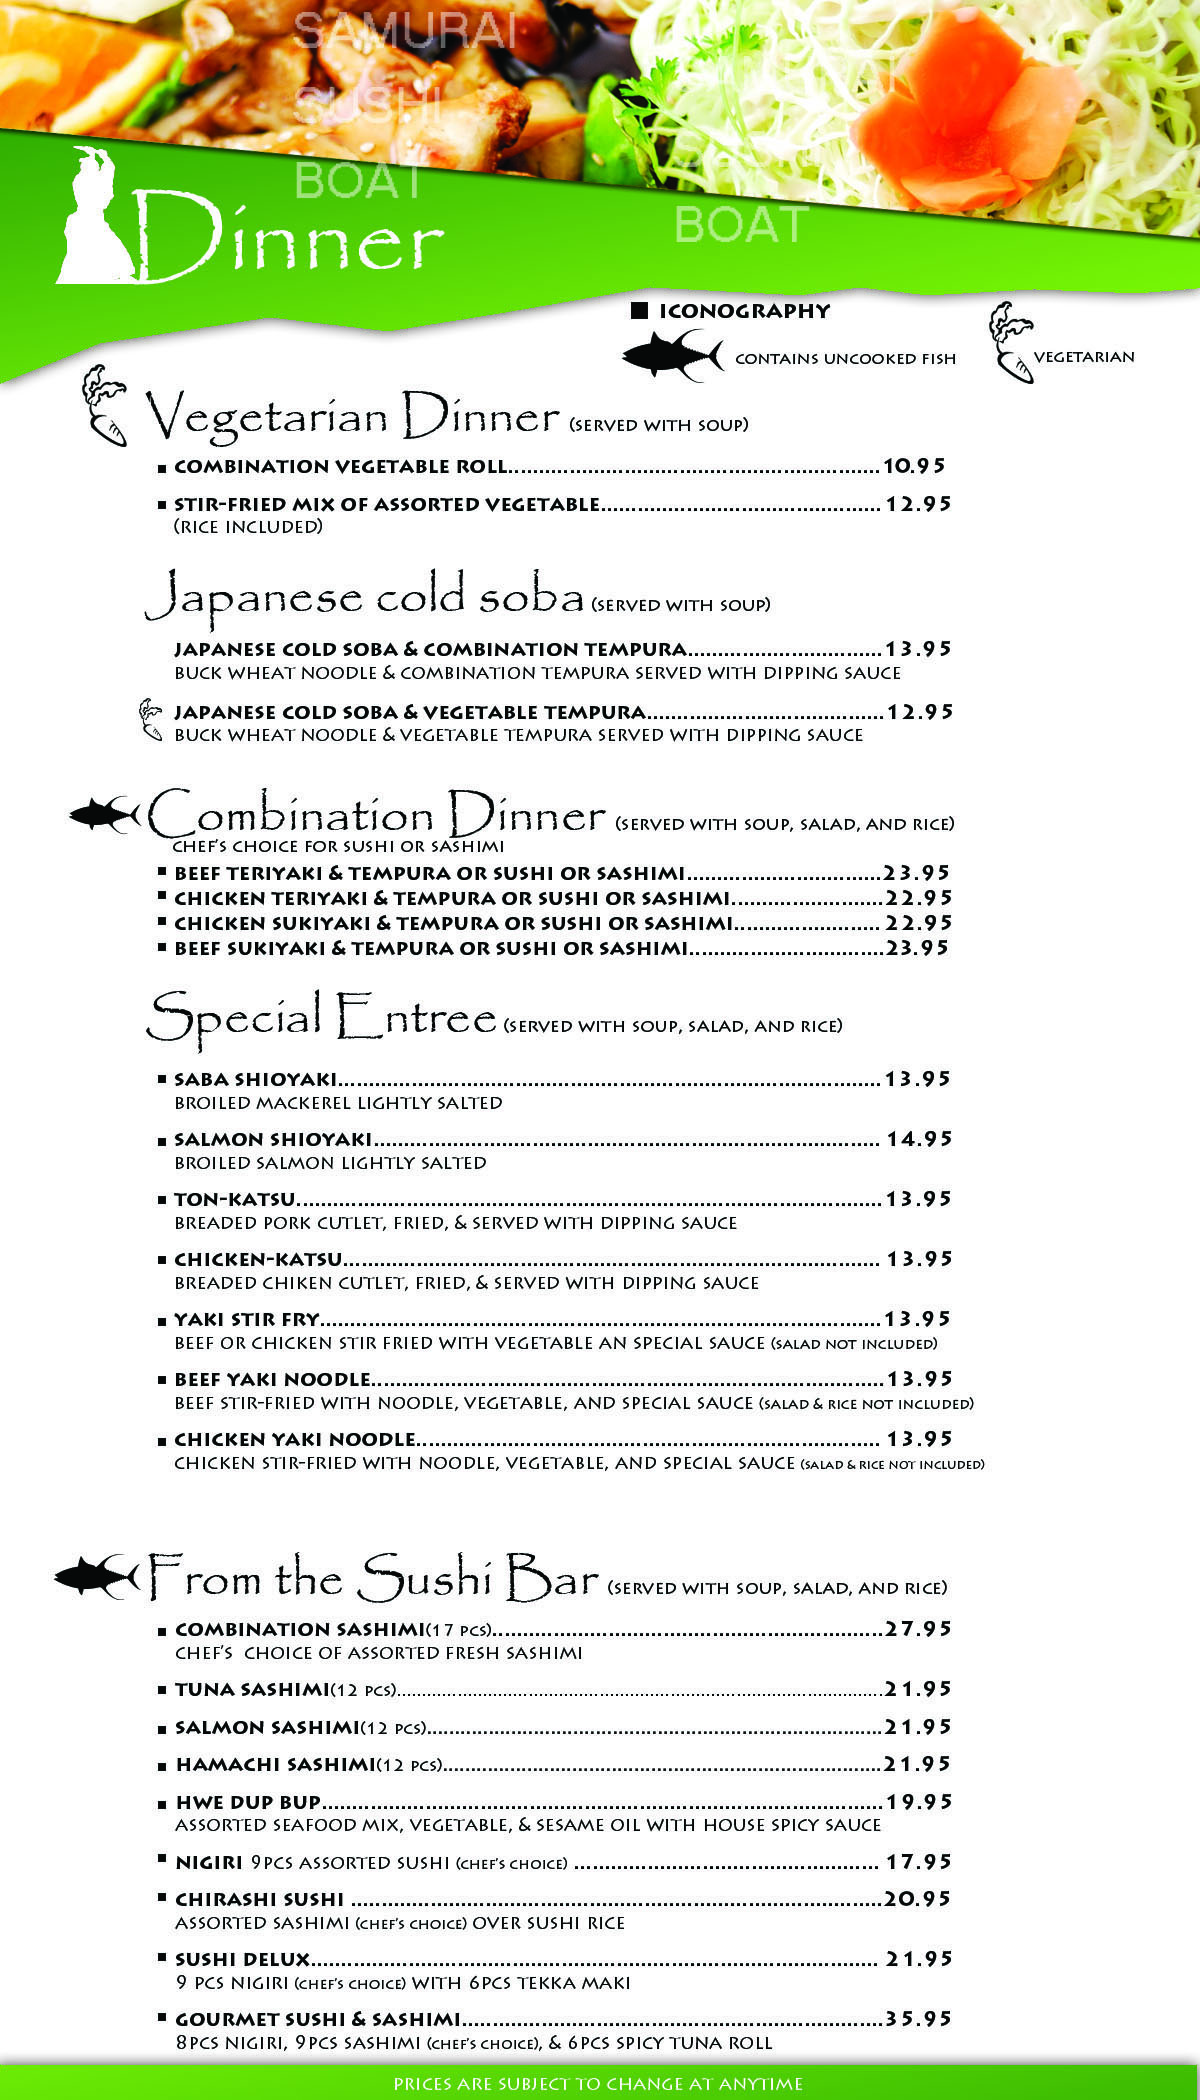 SAMURAI
SUSHI
BOAT
SAMURAI
SUSHI
BOAT
Dinner
ICONOGRAPHY
CONTAINS UNCOOKED FISH
VEGETARIAN
Vegetarian Dinner (SERVED WITH SOUP)
COMBINATION VEGETABLE ROLL..............................................................10.95
STIR-FRIED MIX OF ASSORTED VEGETABLE.............................................. 12.95
(RICE INCLUDED)
Japanese cold soba (SERVED WITH SOUP)
JAPANESE COLD SOBA & COMBINATION TEMPURA................................13.95
BUCK WHEAT NOODLE & COMBINATION TEMPURA SERVED WITH DIPPING SAUCE
JAPANESE COLD SOBA & VEGETABLE TEMPURA.......................................12.95
BUCK WHEAT NOODLE & VEGETABLE TEMPURA SERVED WITH DIPPING SAUCE
Combination Dinner (SERVED WITH SOUP, SALAD, AND RICE)
CHEF'S CHOICE FOR SUSHI OR SASHIMI
BEEF TERIYAKI & TEMPURA OR SUSHI OR SASHIMI................................23.95
CHICKEN TERIYAKI & TEMPURA OR SUSHI OR SASHIMI.........................22.95
CHICKEN SUKIYAKI & TEMPURA OR SUSHI OR SASHIMI........................ 22.95
BEEF SUKIYAKI & TEMPURA OR SUSHI OR SASHIMI................................23.95
Special Entree (SERVED WITH SOUP, SALAD, AND RICE)
SABA SHIOYAKI.........................................................................................13.95
BROILED MACKEREL LIGHTLY SALTED
SALMON SHIOYAKI................................................................................... 14.95
BROILED SALMON LIGHTLY SALTED
TON-KATSU................................................................................................13.95
BREADED PORK CUTLET, FRIED, & SERVED WITH DIPPING SAUCE
CHICKEN-KATSU........................................................................................ 13.95
BREADED CHIKEN CUTLET, FRIED, & SERVED WITH DIPPING SAUCE
YAKI STIR FRY............................................................................................13.95
BEEF OR CHICKEN STIR FRIED WITH VEGETABLE AN SPECIAL SAUCE (SALAD NOT INCLUDED)
BEEF YAKI NOODLE....................................................................................13.95
BEEF STIR-FRIED WITH NOODLE, VEGETABLE, AND SPECIAL SAUCE (SALAD & RICE NOT INCLUDED)
CHICKEN YAKI NOODLE............................................................................ 13.95
CHICKEN STIR-FRIED WITH NOODLE, VEGETABLE, AND SPECIAL SAUCE (SALAD & RICE NOT INCLUDED)
From the Sushi Bar (SERVED WITH SOUP, SALAD, AND RICE)
COMBINATION SASHIMI(17 PCS)................................................................27.95
CHEF'S CHOICE OF ASSORTED FRESH SASHIMI
TUNA SASHIMI(12 PCS)................................................................................21.95
SALMON SASHIMI(12 PCS)...........................................................................21.95
HAMACHI SASHIMI(12 PCS)........................................................................21.95
HWE DUP BUP............................................................................................19.95
ASSORTED SEAFOOD MIX, VEGETABLE, & SESAME OIL WITH HOUSE SPICY SAUCE
NIGIRI 9PCS ASSORTED SUSHI (CHEF'S CHOICE) .................................................. 17.95
CHIRASHI SUSHI .......................................................................................20.95
ASSORTED SASHIMI (CHEF'S CHOICE) OVER SUSHI RICE
SUSHI DELUX............................................................................................. 21.95
9 PCS NIGIRI (CHEF'S CHOICE) WITH 6PCS TEKKA MAKI
GOURMET SUSHI & SASHIMI.....................................................................35.95
8PCS NIGIRI, 9PCS SASHIMI (CHEF'S CHOICE), & 6PCS SPICY TUNA ROLL
PRICES ARE SUBJECT TO CHANGE AT ANYTIME